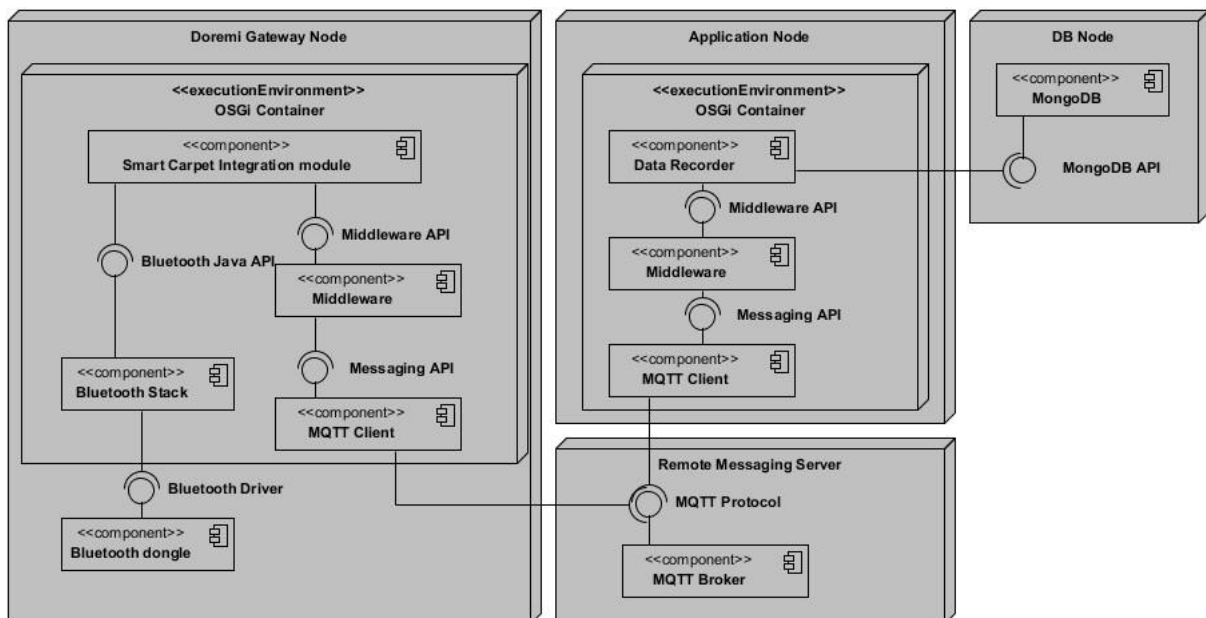 Doremi Gateway Node
<<executionEnvironment>>
OSGi Container
<<component>>
Smart Carpet Integration module
Middleware API
Bluetooth Java API
<<component>>
Middleware
<<component>>
Bluetooth Stack
Messaging API
<<component>>
MQTT Client
Bluetooth Driver
<<component>>
Bluetooth dongle
Application Node
<<executionEnvironment>>
OSGi Container
<<component>>
Data Recorder
Middleware API
<<component>>
Middleware
Messaging API
<<component>>
MQTT Client
Remote Messaging Server
MQTT Protocol
<<component>>
MQTT Broker
DB Node
<<component>>
MongoDB
MongoDB API